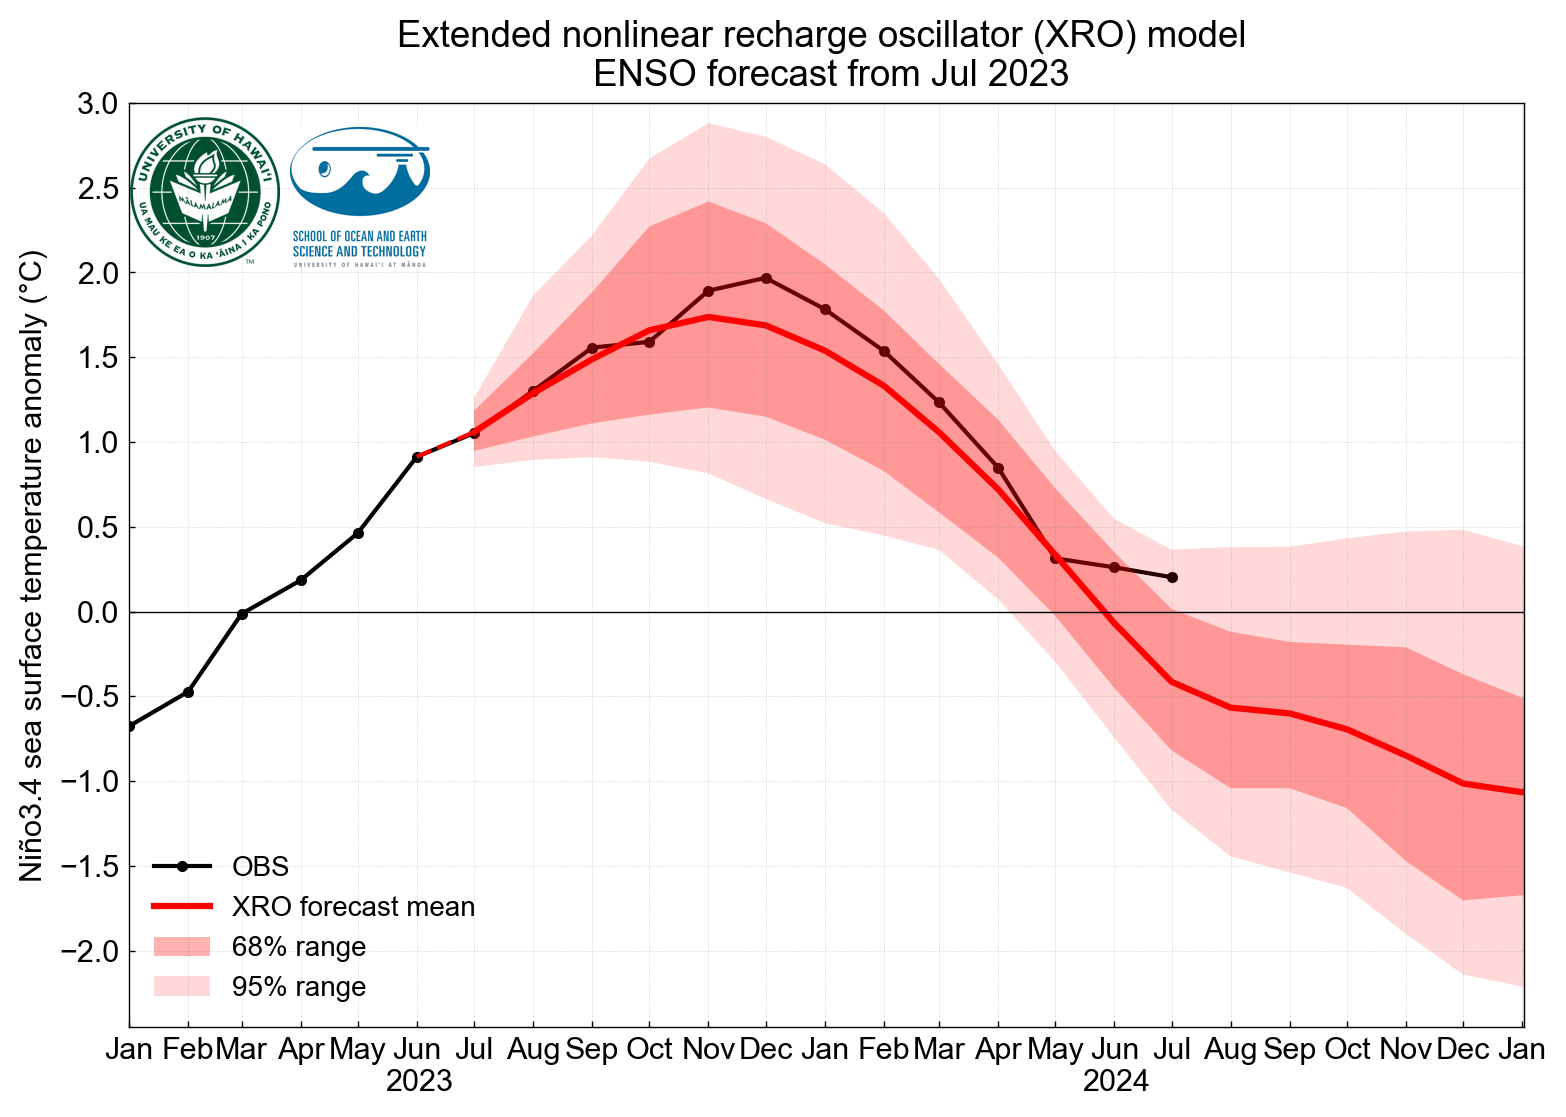 Extended nonlinear recharge oscillator (XRO) model
ENSO forecast from Jul 2023
Niño3.4 sea surface temperature anomaly (°C)
3.0
2.5
2.0
1.5
1.0
0.5
0.0
−0.5
−1.0
−1.5
−2.0
UNIVERSITY OF HAWAI‘I
MĀLAMALAMA
1907
UA MAU KE EA O KA ‘ĀINA I KA PONO
TM
SCHOOL OF OCEAN AND EARTH
SCIENCE AND TECHNOLOGY
UNIVERSITY OF HAWAI‘I AT MĀNOA
OBS
XRO forecast mean
68% range
95% range
Jan Feb Mar Apr May Jun Jul Aug Sep Oct Nov Dec Jan Feb Mar Apr May Jun Jul Aug Sep Oct Nov Dec Jan
2023 2024